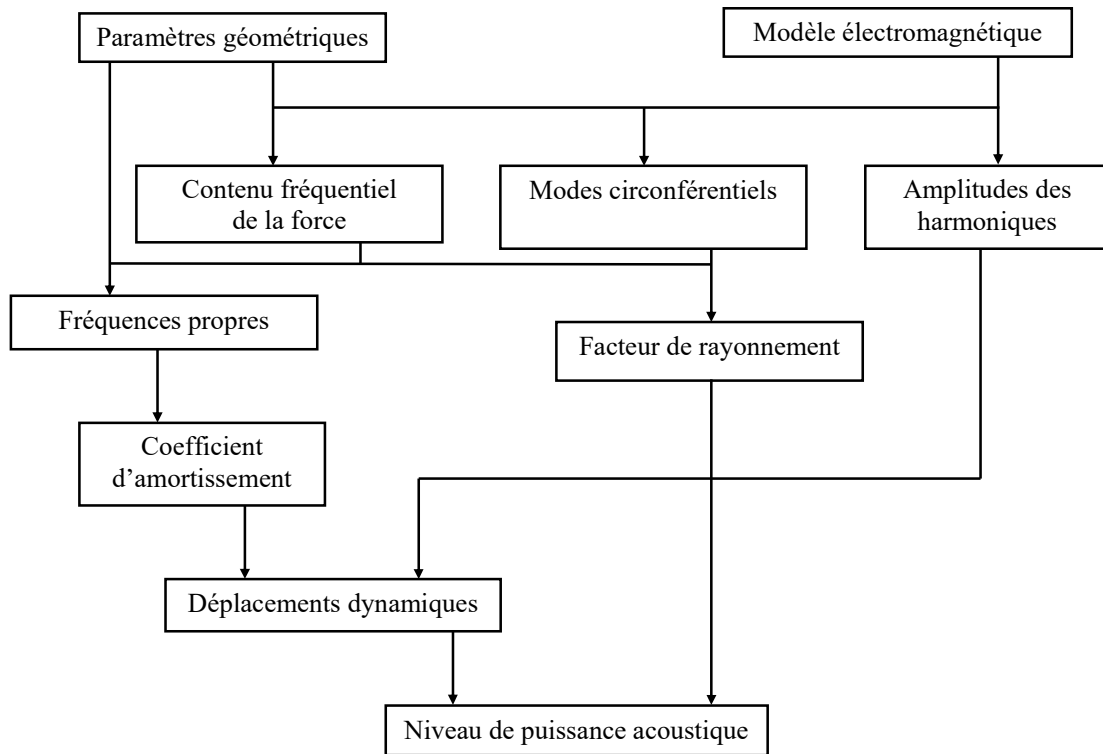 Paramètres géométriques
Modèle électromagnétique
Contenu fréquentiel
de la force
Modes circonférentiels
Amplitudes des
harmoniques
Fréquences propres
Facteur de rayonnement
Coefficient
d’amortissement
Déplacements dynamiques
Niveau de puissance acoustique